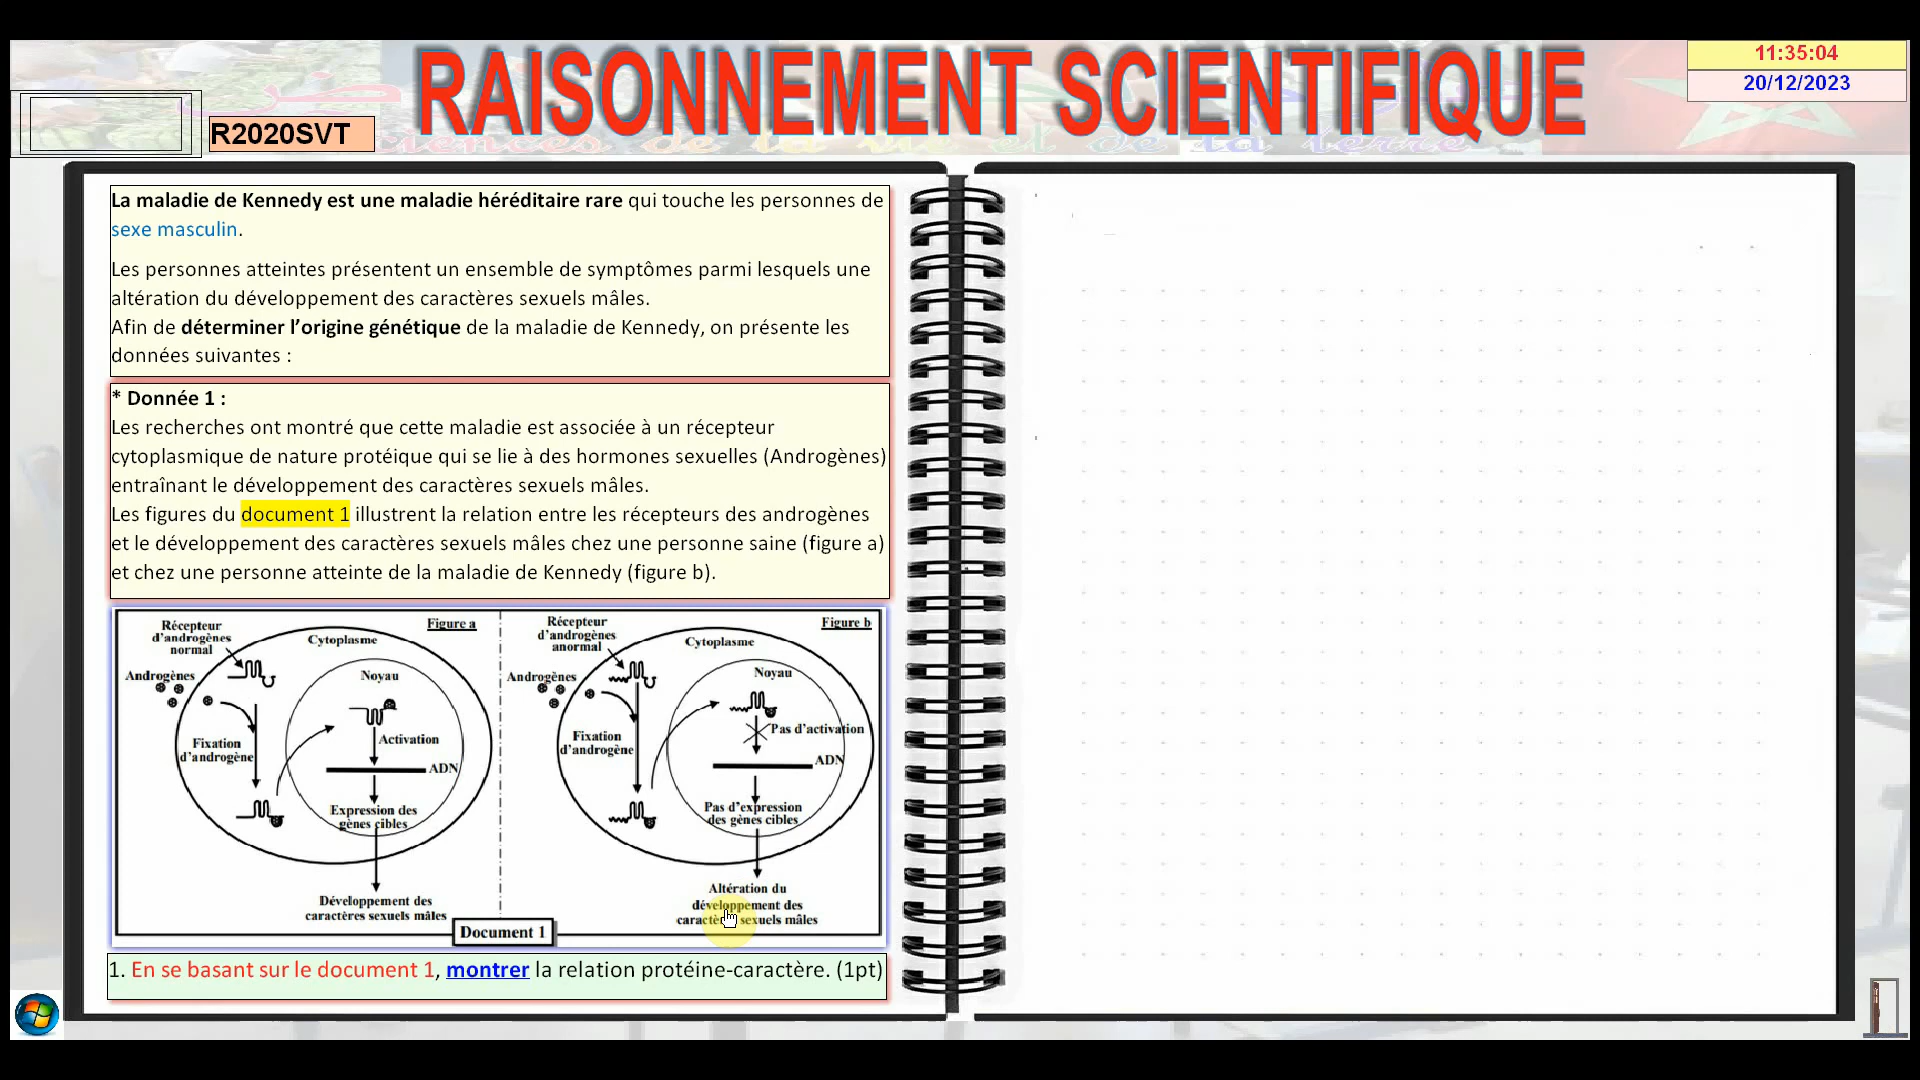 RAISONNEMENT SCIENTIFIQUE
11:35:04
20/12/2023
R2020SVT
La maladie de Kennedy est une maladie héréditaire rare qui touche les personnes de
sexe masculin.
Les personnes atteintes présentent un ensemble de symptômes parmi lesquels une
altération du développement des caractères sexuels mâles.
Afin de déterminer l’origine génétique de la maladie de Kennedy, on présente les
données suivantes :
* Donnée 1 :
Les recherches ont montré que cette maladie est associée à un récepteur
cytoplasmique de nature protéique qui se lie à des hormones sexuelles (Androgènes)
entraînant le développement des caractères sexuels mâles.
Les figures du document 1 illustrent la relation entre les récepteurs des androgènes
et le développement des caractères sexuels mâles chez une personne saine (figure a)
et chez une personne atteinte de la maladie de Kennedy (figure b).
Figure a
Récepteur
d’androgènes
normal
Cytoplasme
Androgènes
Noyau
Fixation
d’androgène
Activation
ADN
Expression des
gènes cibles
Développement des
caractères sexuels mâles
Figure b
Récepteur
d’androgènes
anormal
Cytoplasme
Androgènes
Noyau
Fixation
d’androgène
Pas d’activation
ADN
Pas d’expression
des gènes cibles
Altération du
développement des
caractères sexuels mâles
Document 1
1. En se basant sur le document 1, montrer la relation protéine-caractère. (1pt)